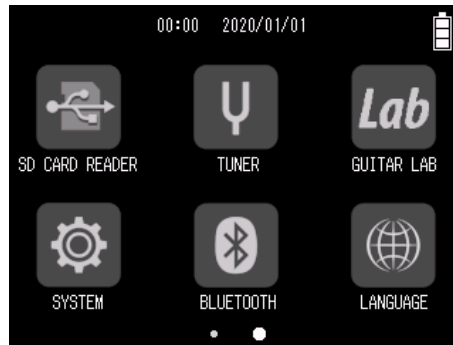 00:00 2020/01/01
Lab
SD CARD READER TUNER GUITAR LAB
SYSTEM BLUETOOTH LANGUAGE